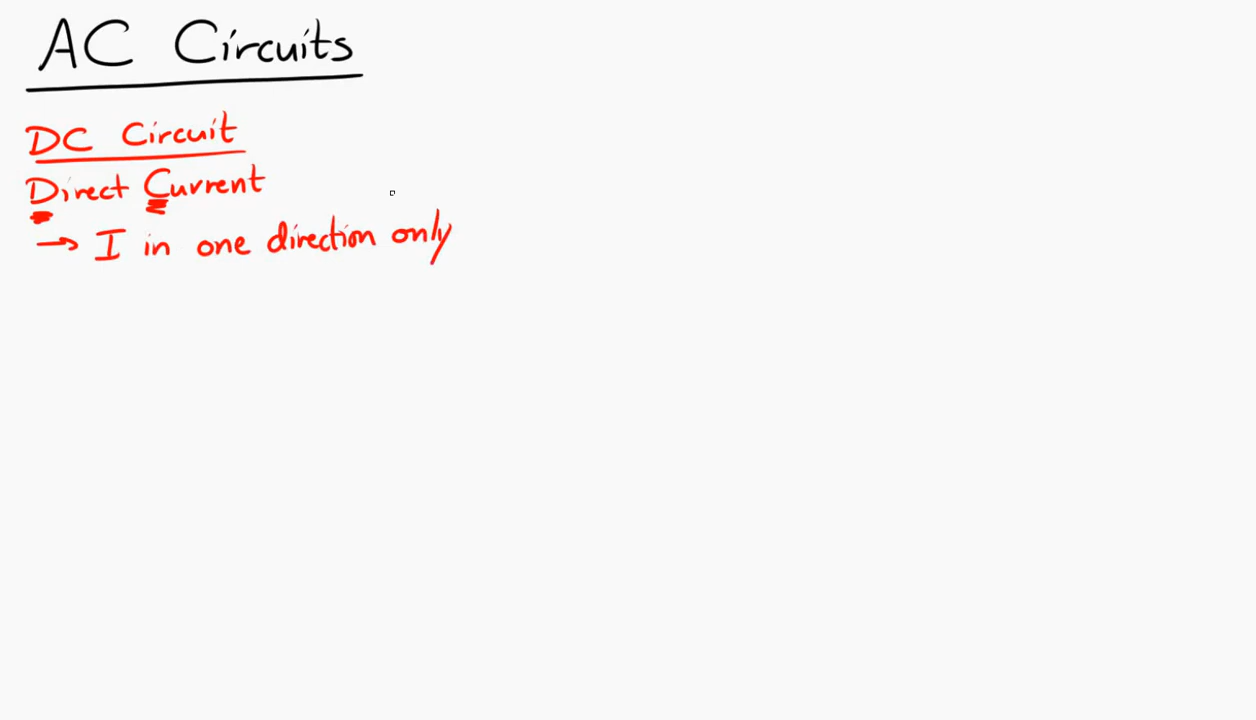 AC Circuits
DC Circuit
Direct Current
→ I in one direction only